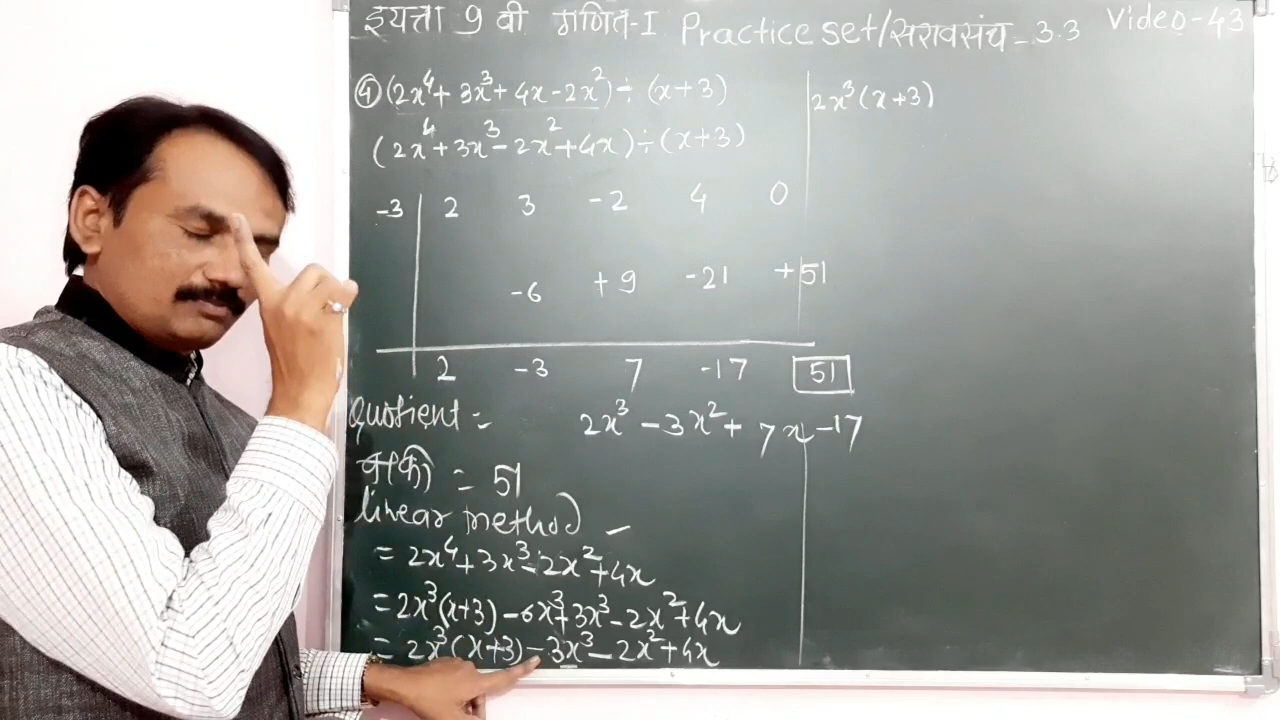 इयत्ता 9 वी गणित-I Practice set/सरावसंच-3.3 Video-43
④ (2x⁴+3x³+4x-2x²)÷(x+3)
(2x⁴+3x³-2x²+4x)÷(x+3)
-3 2 3 -2 4 0
-6 +9 -21 +51
2 -3 7 -17 51
Quotient = 2x³-3x²+7x-17
बाकी = 51
linear method -
= 2x⁴+3x³-2x²+4x
= 2x³(x+3)-6x³+3x³-2x²+4x
= 2x³(x+3)-3x³-2x²+4x
2x³(x+3)